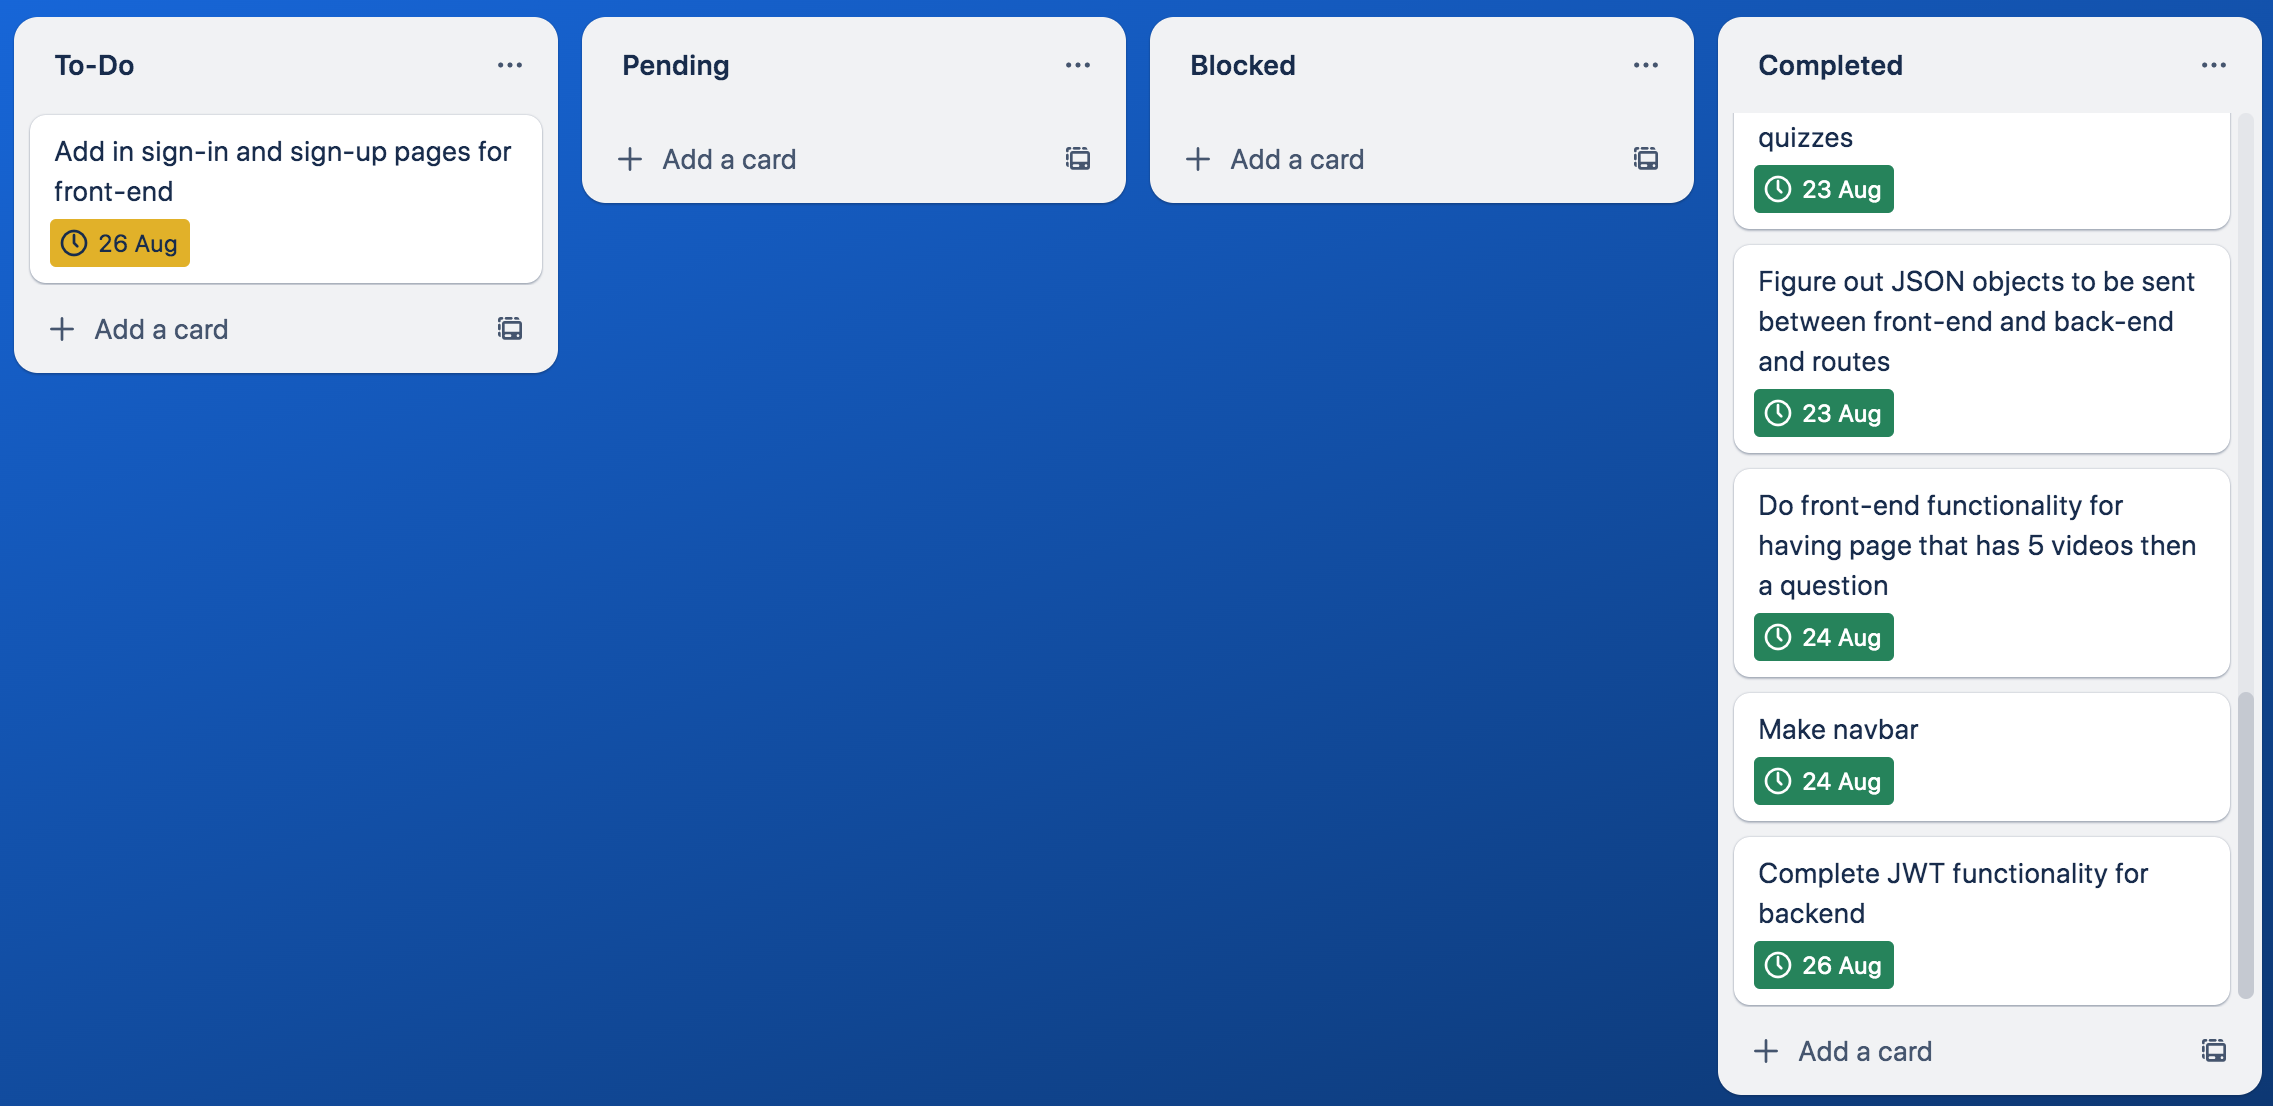 To-Do
Add in sign-in and sign-up pages for
front-end
26 Aug
Add a card
Pending
Add a card
Blocked
Add a card
Completed
quizzes
23 Aug
Figure out JSON objects to be sent
between front-end and back-end
and routes
23 Aug
Do front-end functionality for
having page that has 5 videos then
a question
24 Aug
Make navbar
24 Aug
Complete JWT functionality for
backend
26 Aug
Add a card